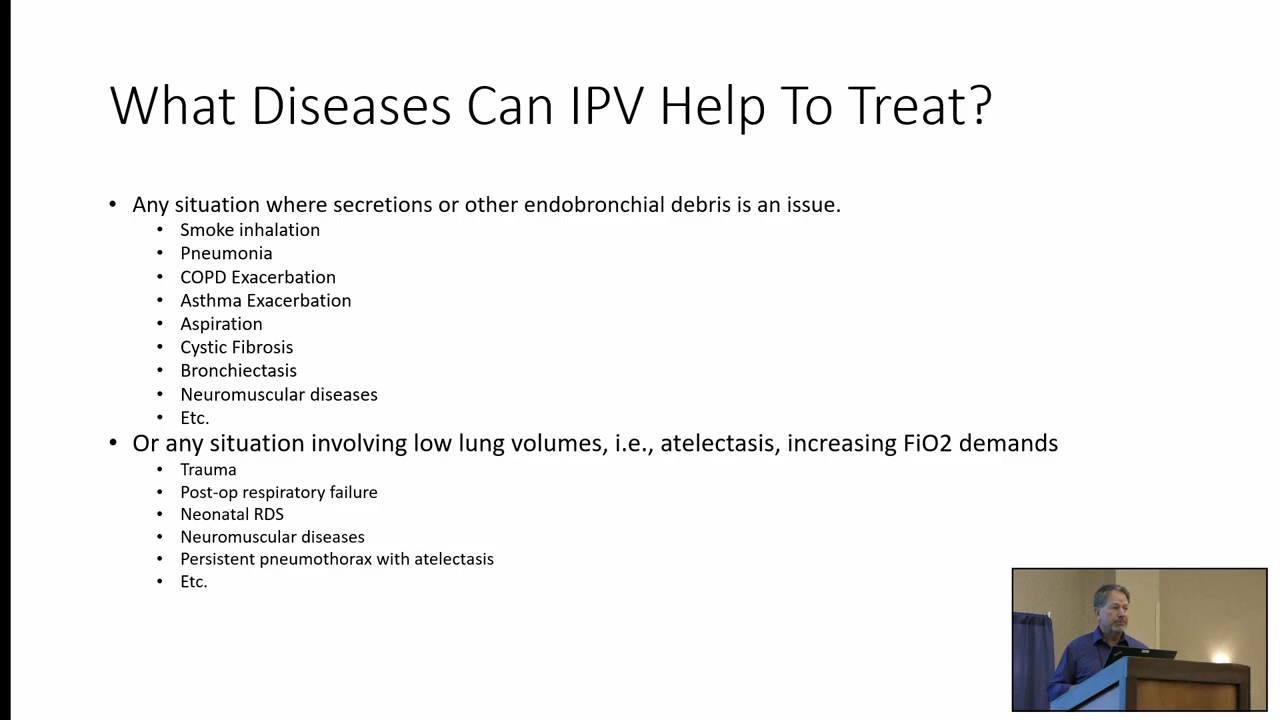 What Diseases Can IPV Help To Treat?
• Any situation where secretions or other endobronchial debris is an issue.
• Smoke inhalation
• Pneumonia
• COPD Exacerbation
• Asthma Exacerbation
• Aspiration
• Cystic Fibrosis
• Bronchiectasis
• Neuromuscular diseases
• Etc.
• Or any situation involving low lung volumes, i.e., atelectasis, increasing FiO2 demands
• Trauma
• Post-op respiratory failure
• Neonatal RDS
• Neuromuscular diseases
• Persistent pneumothorax with atelectasis
• Etc.